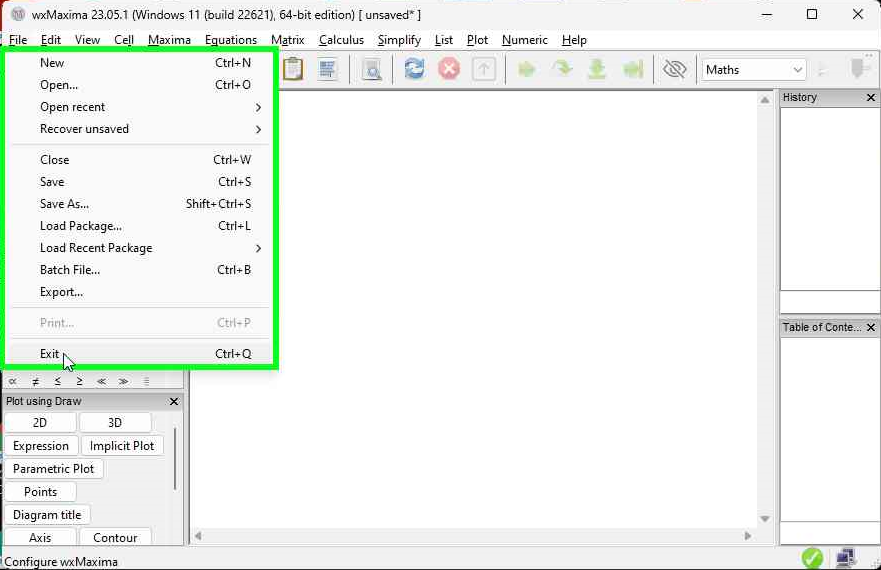 wxMaxima 23.05.1 (Windows 11 (build 22621), 64-bit edition) [ unsaved* ]
File Edit View Cell Maxima Equations Matrix Calculus Simplify List Plot Numeric Help
New Ctrl+N
Open... Ctrl+O
Open recent
Recover unsaved
Close Ctrl+W
Save Ctrl+S
Save As... Shift+Ctrl+S
Load Package... Ctrl+L
Load Recent Package
Batch File... Ctrl+B
Export...
Print... Ctrl+P
Exit Ctrl+Q
Maths
History
Table of Conte...
∝ ≠ ≤ ≥ ≪ ≫
Plot using Draw
2D 3D
Expression Implicit Plot
Parametric Plot
Points
Diagram title
Axis Contour
Configure wxMaxima